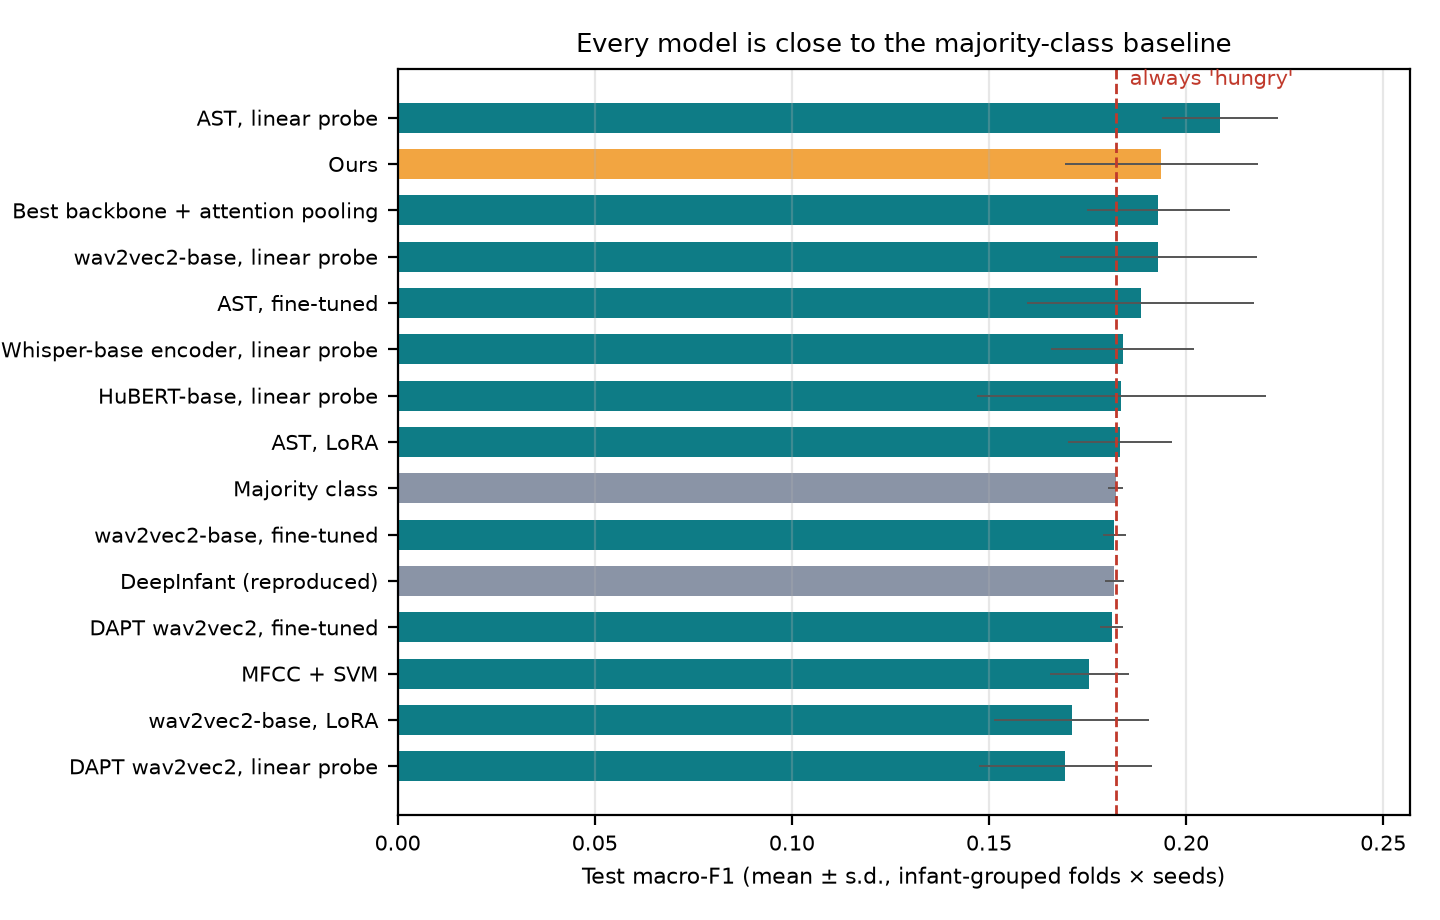 Every model is close to the majority-class baseline
always 'hungry'
AST, linear probe
Ours
Best backbone + attention pooling
wav2vec2-base, linear probe
AST, fine-tuned
Whisper-base encoder, linear probe
HuBERT-base, linear probe
AST, LoRA
Majority class
wav2vec2-base, fine-tuned
DeepInfant (reproduced)
DAPT wav2vec2, fine-tuned
MFCC + SVM
wav2vec2-base, LoRA
DAPT wav2vec2, linear probe
0.00 0.05 0.10 0.15 0.20 0.25
Test macro-F1 (mean ± s.d., infant-grouped folds × seeds)